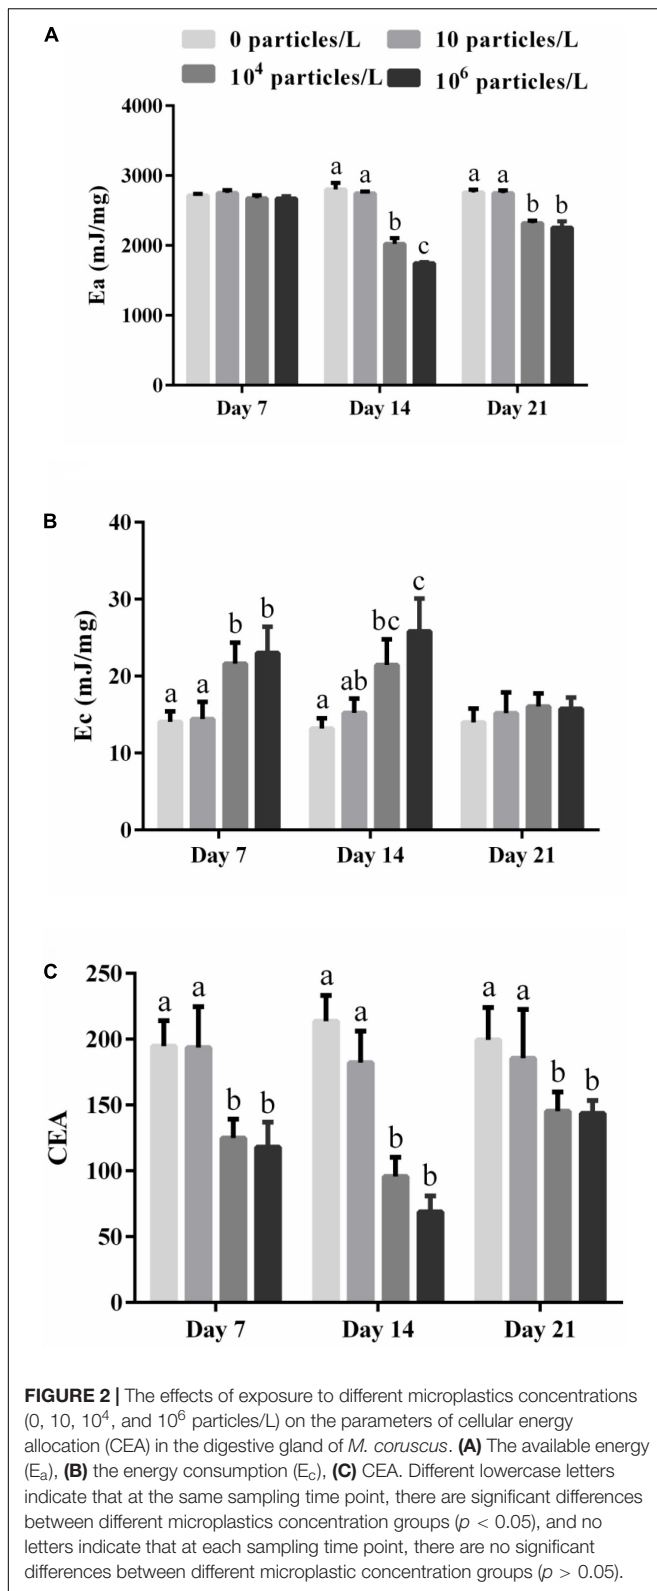 A
0 particles/L 10 particles/L
10⁴ particles/L 10⁶ particles/L
Ea (mJ/mg)
4000
3000
2000
1000
0
a a b c
a a b b
Day 7 Day 14 Day 21
B
Ec (mJ/mg)
40
30
20
10
0
a a b b
a ab bc c
Day 7 Day 14 Day 21
C
CEA
250
200
150
100
50
0
a a b b
a a b b
a a b b
Day 7 Day 14 Day 21
FIGURE 2 | The effects of exposure to different microplastics concentrations
(0, 10, 10⁴, and 10⁶ particles/L) on the parameters of cellular energy
allocation (CEA) in the digestive gland of M. coruscus. (A) The available energy
(Eₐ), (B) the energy consumption (E꜀), (C) CEA. Different lowercase letters
indicate that at the same sampling time point, there are significant differences
between different microplastics concentration groups (p < 0.05), and no
letters indicate that at each sampling time point, there are no significant
differences between different microplastic concentration groups (p > 0.05).